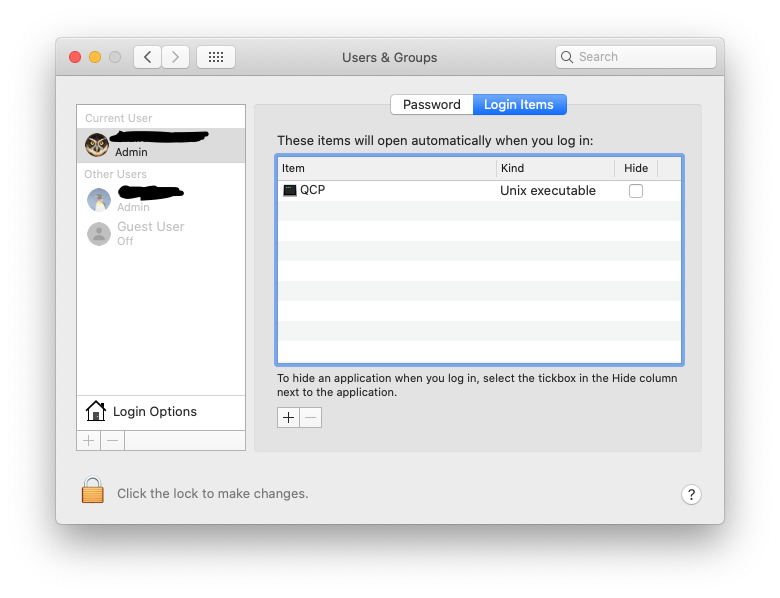 Users & Groups
Search
Current User
Admin
Other Users
Admin
Guest User
Off
Login Options
Password
Login Items
These items will open automatically when you log in:
Item Kind Hide
QCP Unix executable
To hide an application when you log in, select the tickbox in the Hide column
next to the application.
Click the lock to make changes.
?